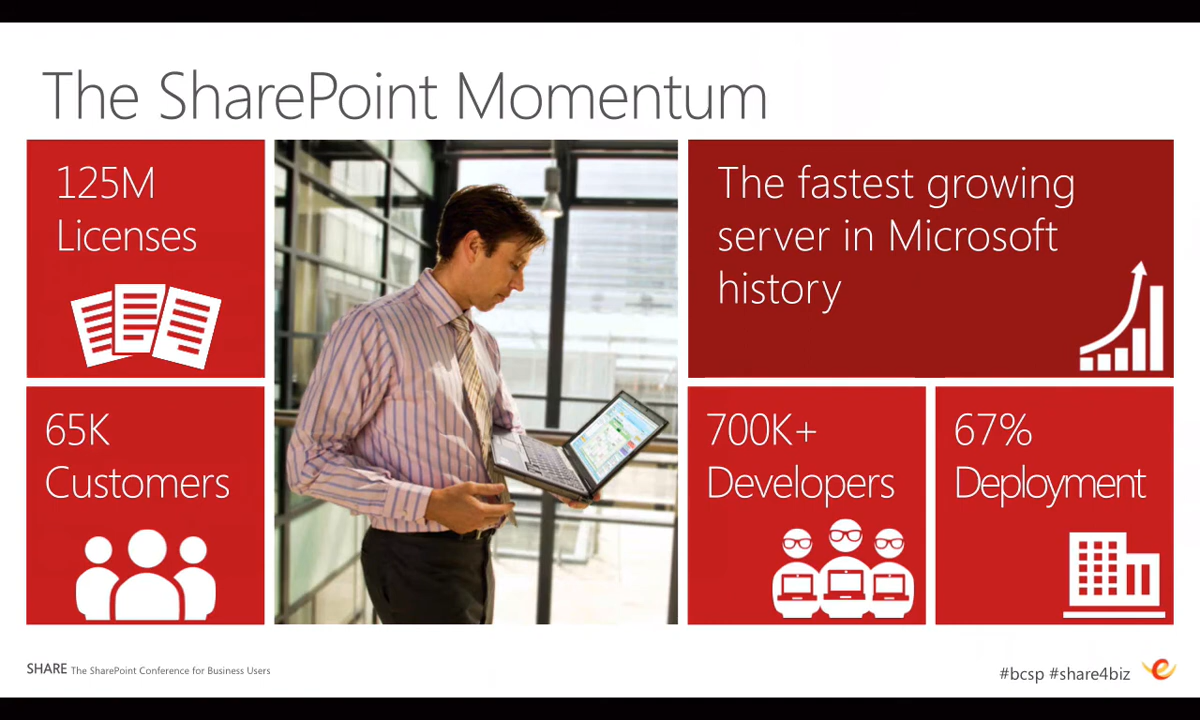 The SharePoint Momentum
125M
Licenses
The fastest growing
server in Microsoft
history
65K
Customers
700K+
Developers
67%
Deployment
SHARE The SharePoint Conference for Business Users
#bcsp #share4biz